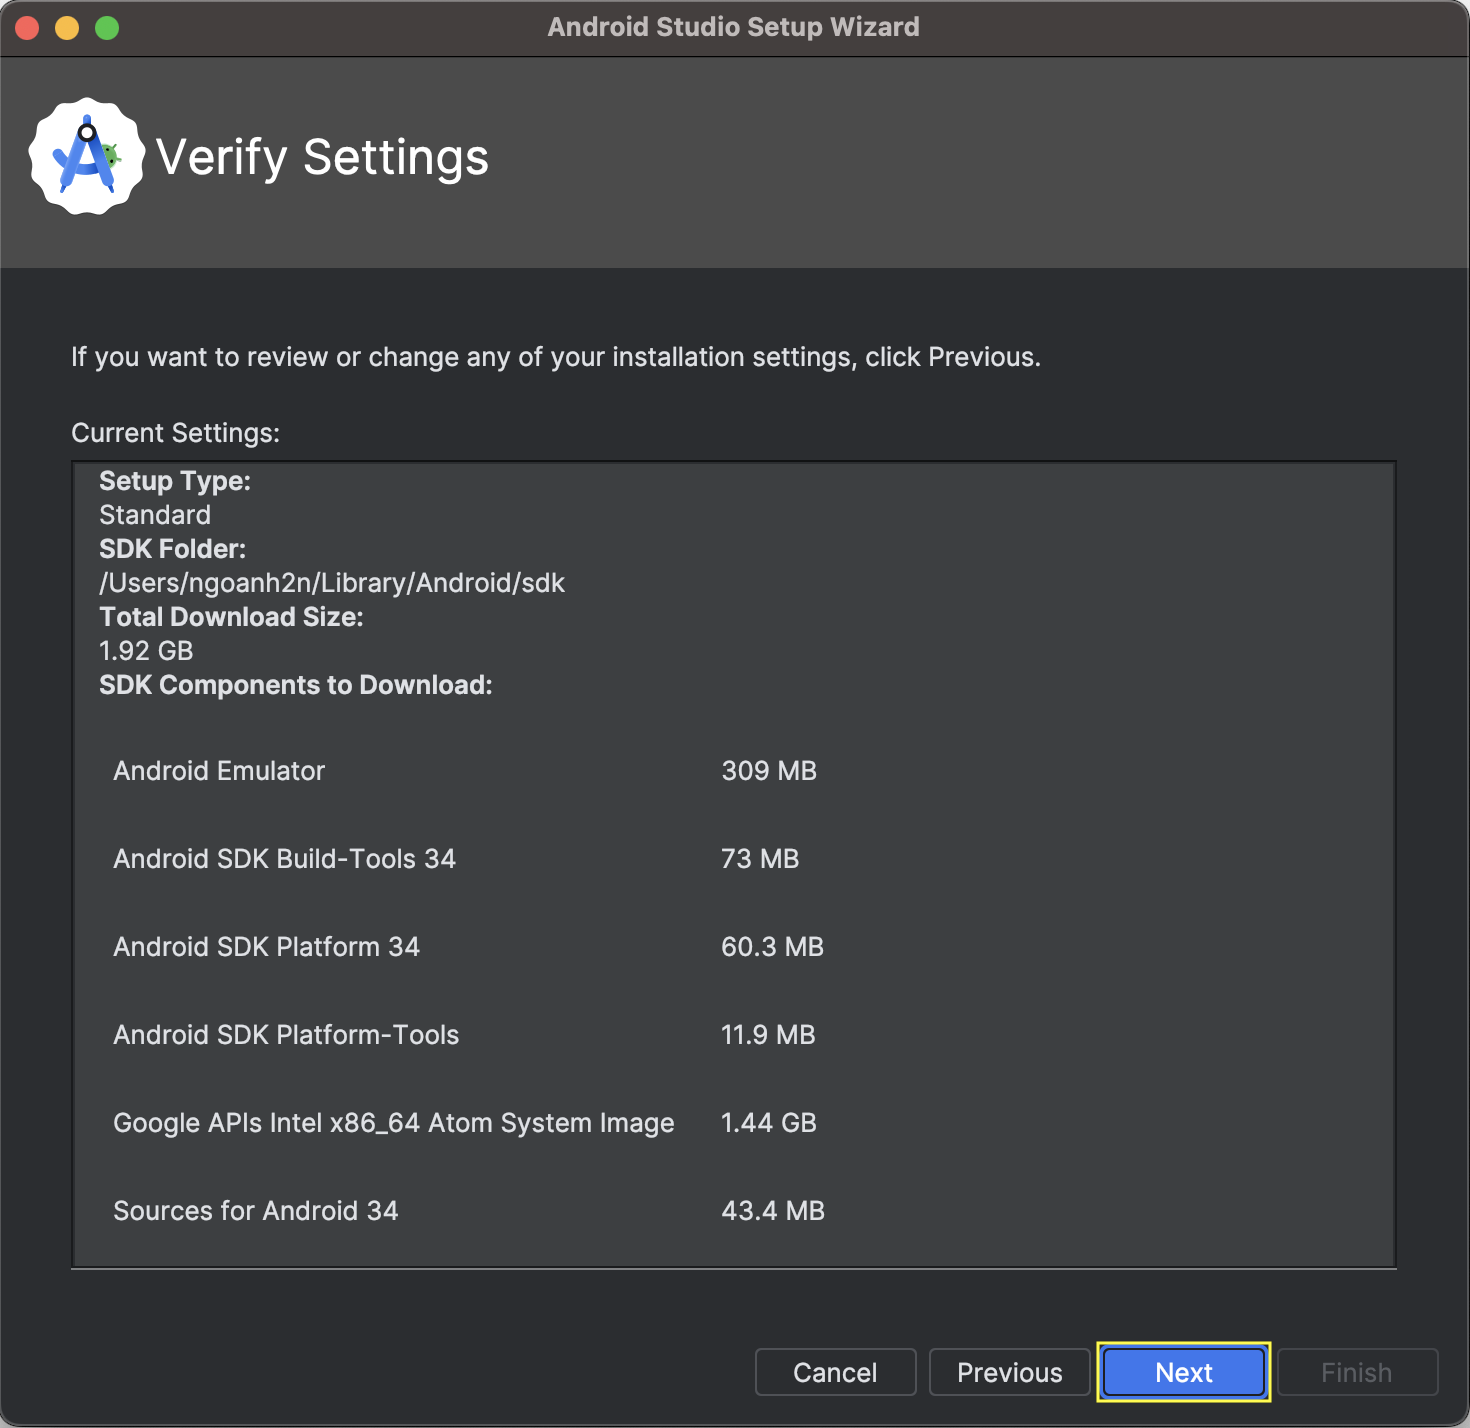 Android Studio Setup Wizard
Verify Settings
If you want to review or change any of your installation settings, click Previous.
Current Settings:
Setup Type:
Standard
SDK Folder:
/Users/ngoanh2n/Library/Android/sdk
Total Download Size:
1.92 GB
SDK Components to Download:
Android Emulator 309 MB
Android SDK Build-Tools 34 73 MB
Android SDK Platform 34 60.3 MB
Android SDK Platform-Tools 11.9 MB
Google APIs Intel x86_64 Atom System Image 1.44 GB
Sources for Android 34 43.4 MB
Cancel Previous Next Finish